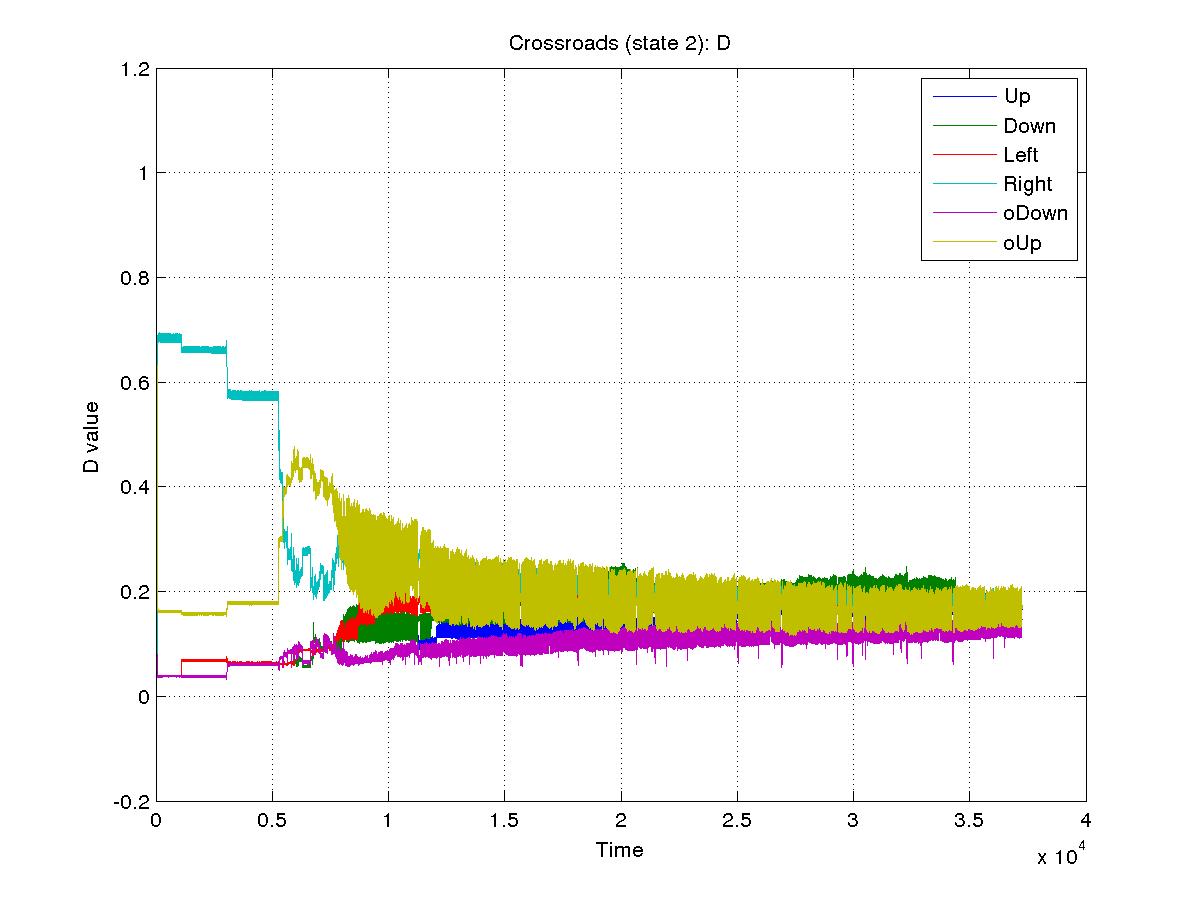 Crossroads (state 2): D
1.2
1
0.8
0.6
0.4
0.2
0
-0.2
D value
Up
Down
Left
Right
oDown
oUp
0 0.5 1 1.5 2 2.5 3 3.5 4
Time
x 10^4